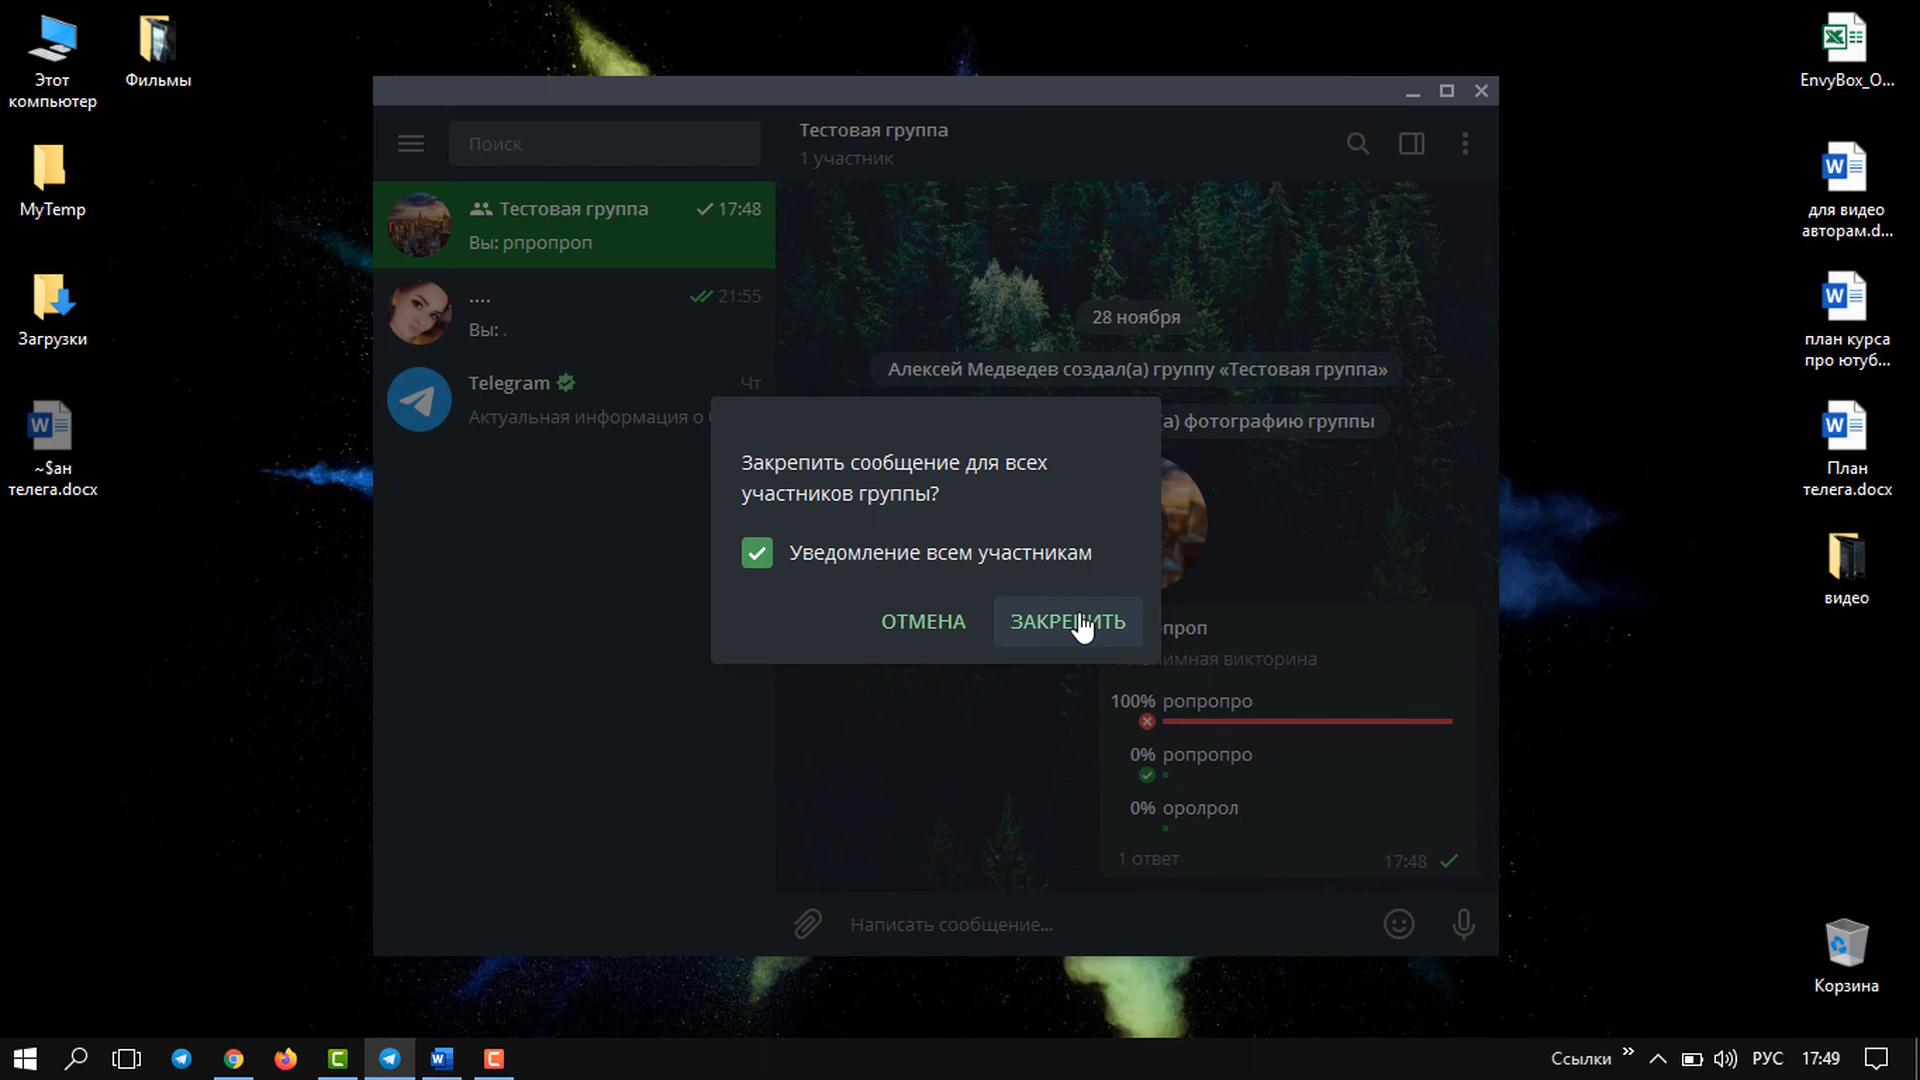 Этот
компьютер
Фильмы
MyTemp
Загрузки
~$ан
телега.docx
Поиск
Тестовая группа
1 участник
Тестовая группа
17:48
Вы: рпропроп
....
21:55
Вы: .
Telegram
Чт
Актуальная информация о
28 ноября
Алексей Медведев создал(а) группу «Тестовая группа»
а) фотографию группы
Закрепить сообщение для всех
участников группы?
Уведомление всем участникам
ОТМЕНА
ЗАКРЕПИТЬ
проп
викторина
100% ропропро
0% ропропро
0% оролрол
1 ответ
17:48
Написать сообщение...
EnvyBox_O...
для видео
авторам.d...
план курса
про ютуб...
План
телега.docx
видео
Корзина
Ссылки
»
РУС
17:49